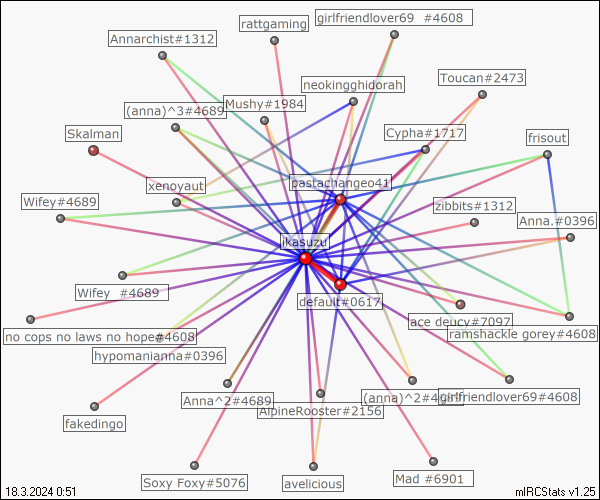 girlfriendlover69 #4608
rattgaming
Annarchist#1312
Toucan#2473
neokingghidorah
Mushy#1984
(anna)^3#4689
Skalman
Cypha#1717
frisout
pastachangeo41
xenoyaut
Wifey#4689
zibbits#1312
Anna.#0396
ikasuzu
Wifey #4689
default#0617
ace deucy#7097
ramshackle gorey#4608
no cops no laws no hope#4608
hypomanianna#0396
Anna^2#4689
(anna)^2#4689
girlfriendlover69#4608
AlpineRooster#2156
fakedingo
Soxy Foxy#5076
avelicious
Mad #6901
18.3.2024 0:51
mIRCStats v1.25